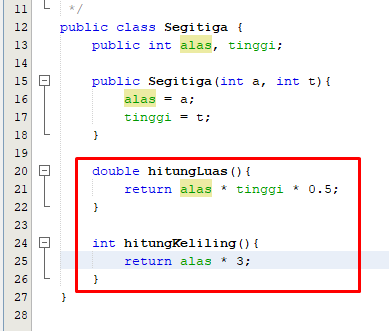 11 */
12 public class Segitiga {
13 public int alas, tinggi;
14
15 public Segitiga(int a, int t){
16 alas = a;
17 tinggi = t;
18 }
19
20 double hitungLuas(){
21 return alas * tinggi * 0.5;
22 }
23
24 int hitungKeliling(){
25 return alas * 3;
26 }
27 }
28